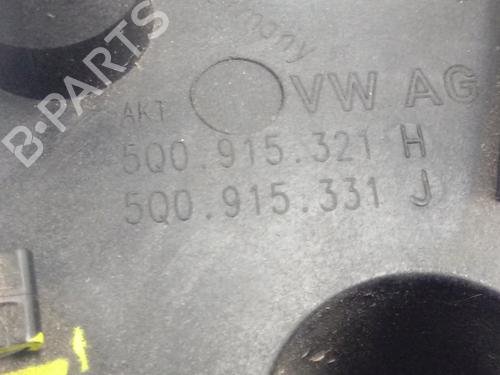 many
VW AG
AKT
5Q0.915.321 H
5Q0.915.331 J
B-PARTS